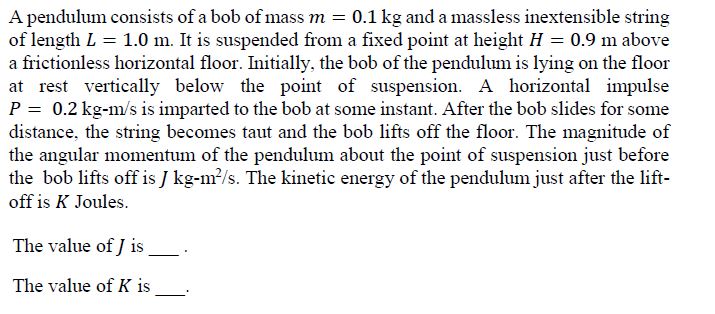 A pendulum consists of a bob of mass m = 0.1 kg and a massless inextensible string
of length L = 1.0 m. It is suspended from a fixed point at height H = 0.9 m above
a frictionless horizontal floor. Initially, the bob of the pendulum is lying on the floor
at rest vertically below the point of suspension. A horizontal impulse
P = 0.2 kg-m/s is imparted to the bob at some instant. After the bob slides for some
distance, the string becomes taut and the bob lifts off the floor. The magnitude of
the angular momentum of the pendulum about the point of suspension just before
the bob lifts off is J kg-m²/s. The kinetic energy of the pendulum just after the lift-
off is K Joules.
The value of J is ___ .
The value of K is ___.